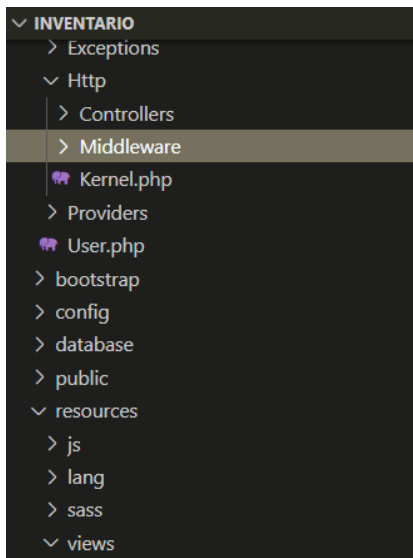 INVENTARIO
Exceptions
Http
Controllers
Middleware
Kernel.php
Providers
User.php
bootstrap
config
database
public
resources
js
lang
sass
views